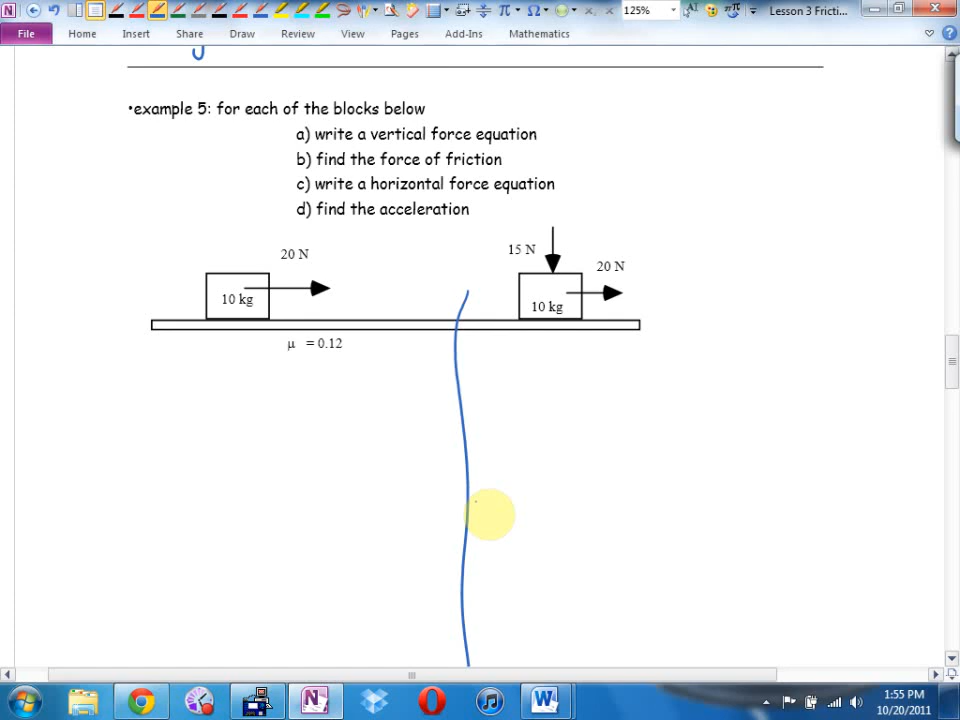 125%
Lesson 3 Fricti...
File Home Insert Share Draw Review View Pages Add-Ins Mathematics
•example 5: for each of the blocks below
a) write a vertical force equation
b) find the force of friction
c) write a horizontal force equation
d) find the acceleration
20 N
15 N
20 N
10 kg
10 kg
μ = 0.12
1:55 PM
10/20/2011